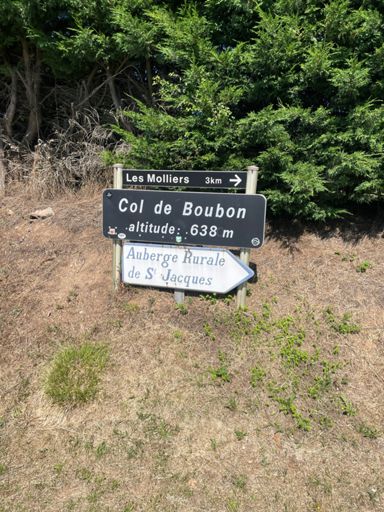 Les Molliers 3km →
Col de Boubon
altitude: 638 m
Auberge Rurale
de St Jacques